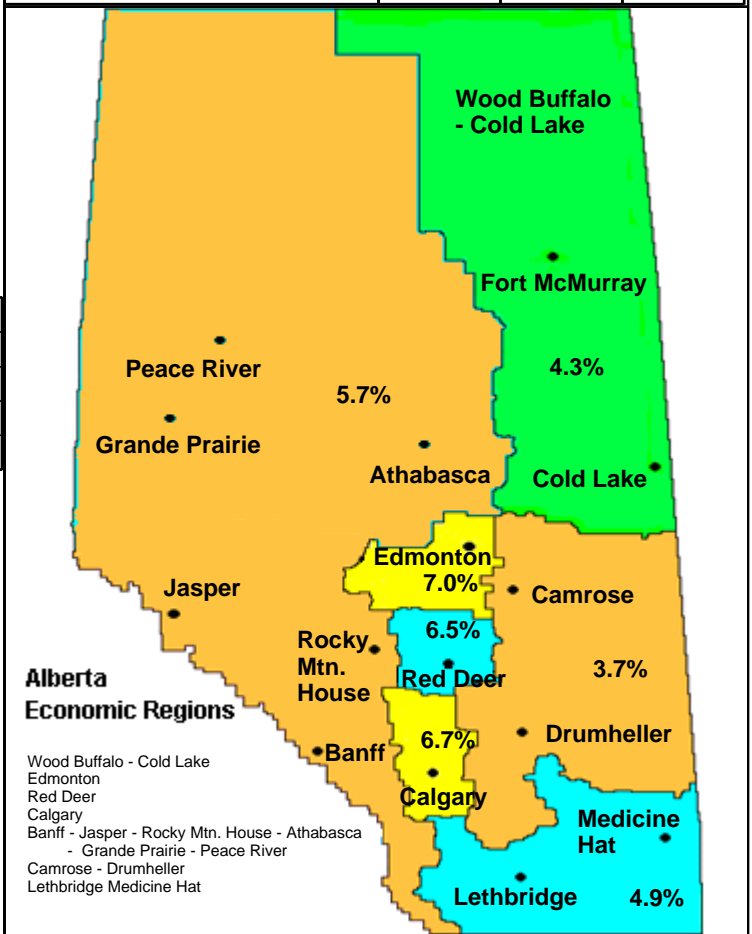 Wood Buffalo
- Cold Lake
Fort McMurray
4.3%
Peace River
5.7%
Grande Prairie
Athabasca
Cold Lake
Edmonton
7.0%
Jasper
Camrose
6.5%
Rocky
Mtn.
House
Red Deer
3.7%
Alberta
Economic Regions
Banff
6.7%
Drumheller
Calgary
Medicine
Hat
Lethbridge
4.9%
Wood Buffalo - Cold Lake
Edmonton
Red Deer
Calgary
Banff - Jasper - Rocky Mtn. House - Athabasca
- Grande Prairie - Peace River
Camrose - Drumheller
Lethbridge Medicine Hat